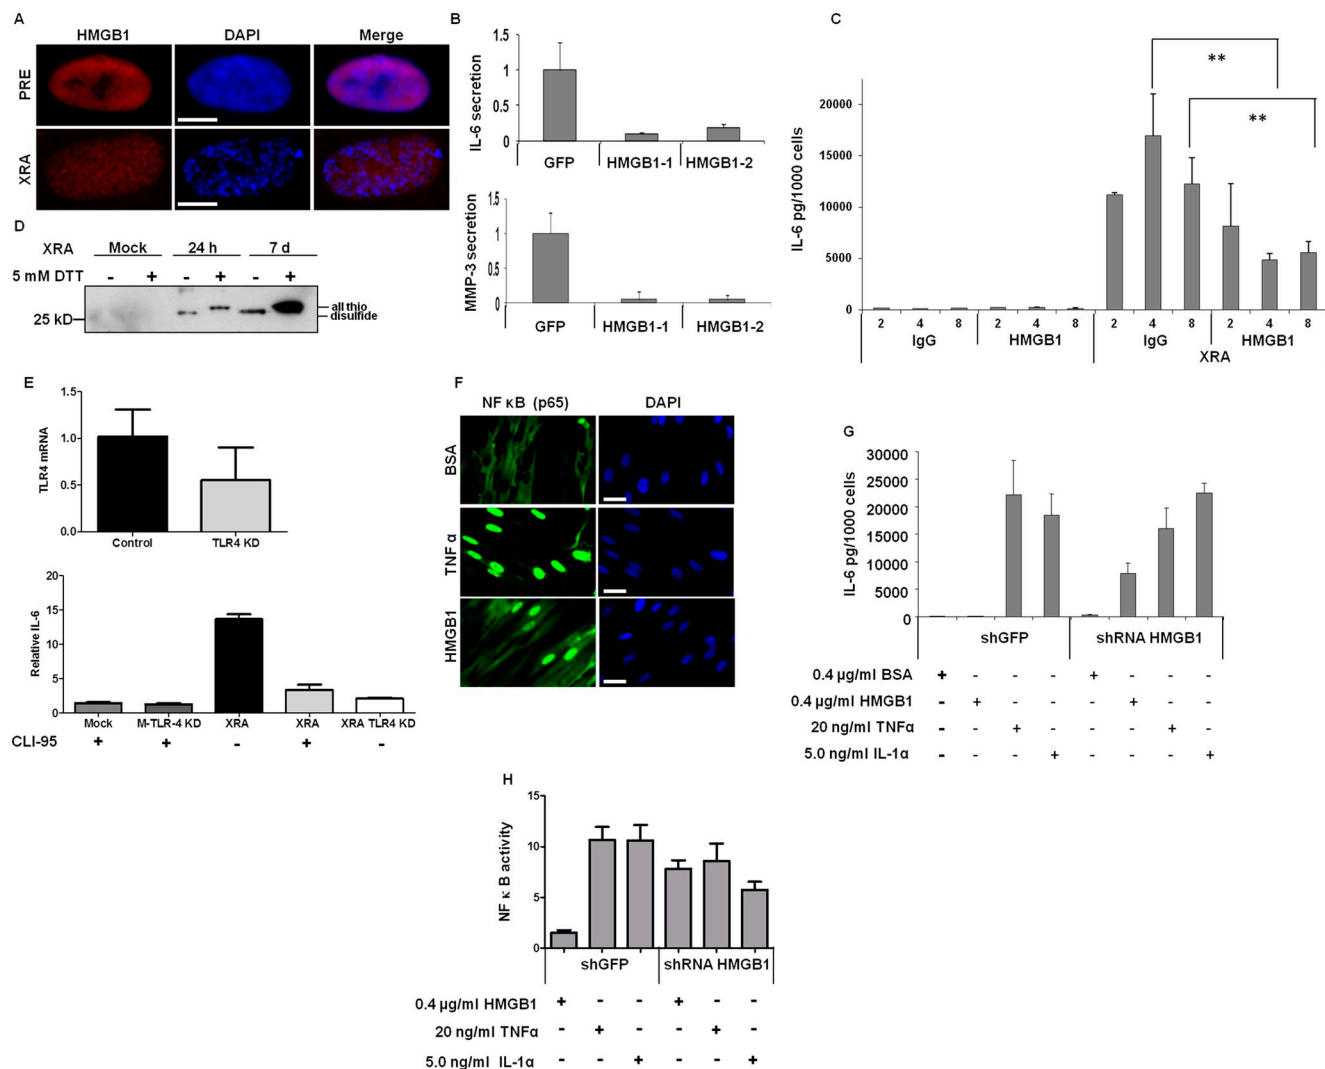 A
HMGB1 DAPI Merge
PRE
XRA
B
IL-6 secretion
1.5
1
0.5
0
GFP HMGB1-1 HMGB1-2
MMP-3 secretion
1.5
1
0.5
0
GFP HMGB1-1 HMGB1-2
C
IL-6 pg/1000 cells
20000
15000
10000
5000
0
**
**
2 4 8 2 4 8 2 4 8 2 4 8
IgG HMGB1 IgG HMGB1
XRA
D
XRA Mock 24 h 7 d
5 mM DTT - + - + - +
25 kD
all thio
disulfide
E
TLR4 mRNA
1.5
1.0
0.5
0.0
Control TLR4 KD
Relative IL-6
20
15
10
5
0
Mock M-TLR-4 KD XRA XRA XRA TLR4 KD
CLI-95 + + - + -
F
NF κB (p65) DAPI
BSA
TNF α
HMGB1
G
IL-6 pg/1000 cells
30000
25000
20000
15000
10000
5000
0
shGFP shRNA HMGB1
0.4 µg/ml BSA + - - - + - - -
0.4 µg/ml HMGB1 - + - - - + - -
20 ng/ml TNFα - - + - - - + -
5.0 ng/ml IL-1α - - - + - - - +
H
NF κ B activity
15
10
5
0
shGFP shRNA HMGB1
0.4 µg/ml HMGB1 + - - + - -
20 ng/ml TNFα - + - - + -
5.0 ng/ml IL-1α - - + - - +